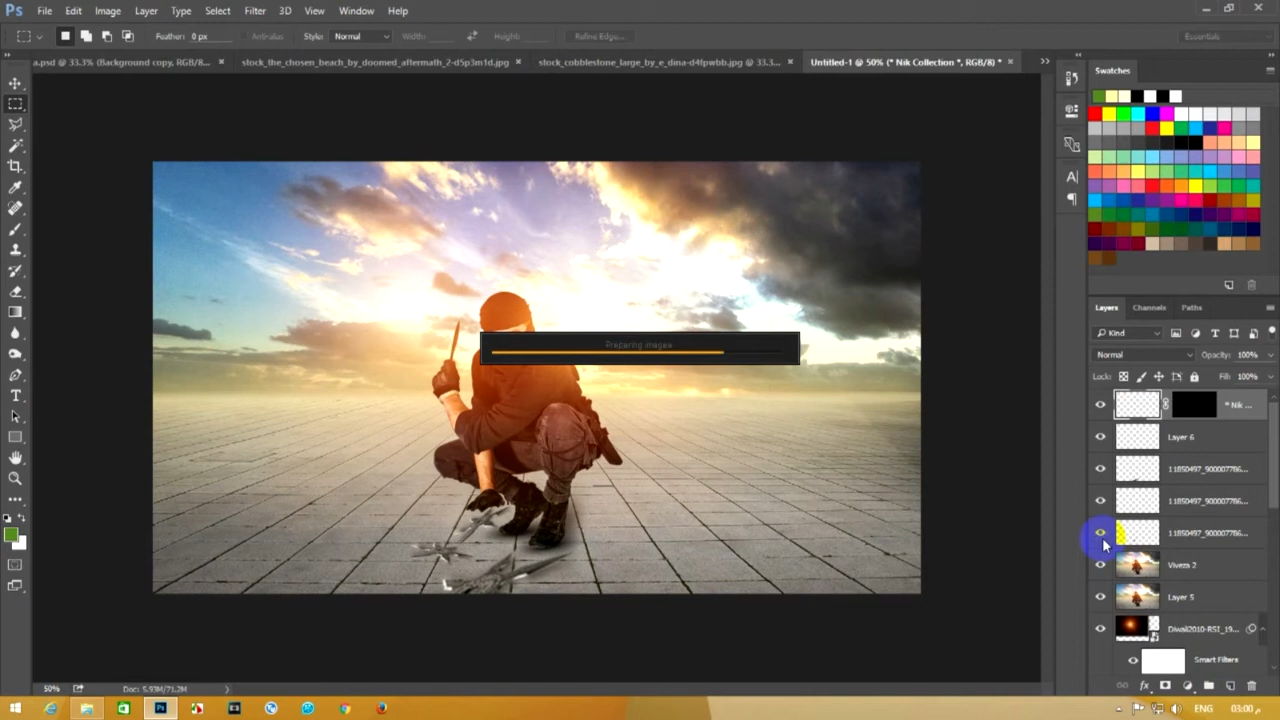 Ps File Edit Image Layer Type Select Filter 3D View Window Help
Feather: 0 px Anti-alias Style: Normal Width: Height: Refine Edge... Essentials
a.psd @ 33.3% (Background copy, RGB/8... × stock_the_chosen_beach_by_doomed_aftermath_2-d5p3m1d.jpg × stock_cobblestone_large_by_e_dina-d4fpwbb.jpg @ 33.3... × Untitled-1 @ 50% (* Nik Collection *, RGB/8) * ×
Swatches
Preparing images
Layers Channels Paths
Kind
Normal Opacity: 100%
Lock: Fill: 100%
* Nik ...
Layer 6
11850497_900007786...
11850497_900007786...
11850497_900007786...
Viveza 2
Layer 5
Diwali2010-RSI_19...
Smart Filters
50% Doc: 5.93M/71.2M
ENG 03:00 م